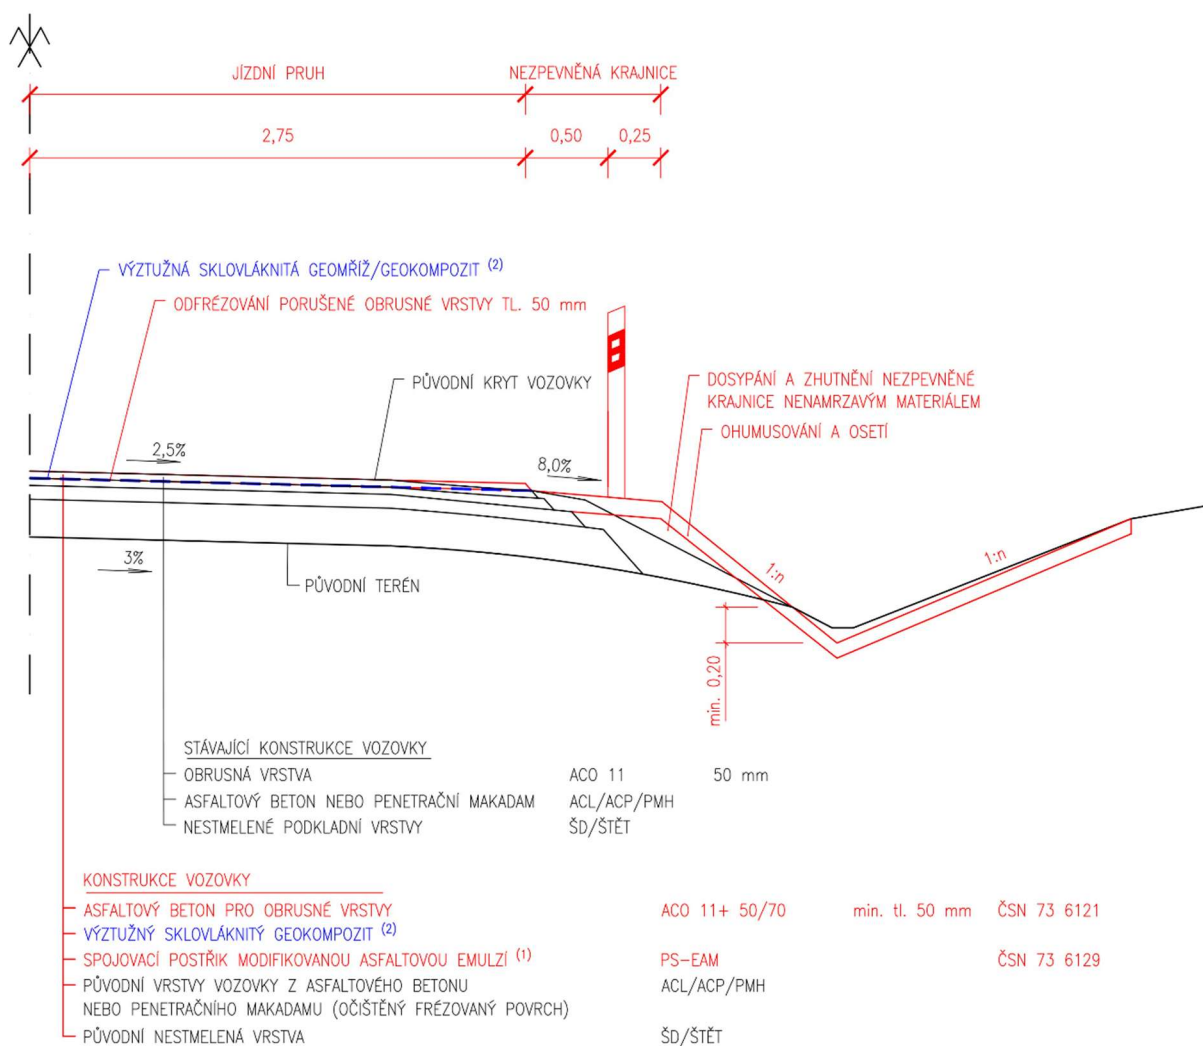 JÍZDNÍ PRUH
NEZPEVNĚNÁ KRAJNICE
2,75
0,50
0,25
VÝZTUŽNÁ SKLOVLÁKNITÁ GEOMŘÍŽ/GEOKOMPOZIT (2)
ODFRÉZOVÁNÍ PORUŠENÉ OBRUSNÉ VRSTVY TL. 50 mm
PŮVODNÍ KRYT VOZOVKY
DOSYPÁNÍ A ZHUTNĚNÍ NEZPEVNĚNÉ
KRAJNICE NENAMRZAVÝM MATERIÁLEM
OHUMUSOVÁNÍ A OSETÍ
2,5%
8,0%
3%
PŮVODNÍ TERÉN
1:n
1:n
min. 0,20
STÁVAJÍCÍ KONSTRUKCE VOZOVKY
OBRUSNÁ VRSTVA ACO 11 50 mm
ASFALTOVÝ BETON NEBO PENETRAČNÍ MAKADAM ACL/ACP/PMH
NESTMELENÉ PODKLADNÍ VRSTVY ŠD/ŠTĚT
KONSTRUKCE VOZOVKY
ASFALTOVÝ BETON PRO OBRUSNÉ VRSTVY ACO 11+ 50/70 min. tl. 50 mm ČSN 73 6121
VÝZTUŽNÝ SKLOVLÁKNITÝ GEOKOMPOZIT (2)
SPOJOVACÍ POSTŘIK MODIFIKOVANOU ASFALTOVOU EMULZÍ (1) PS-EAM ČSN 73 6129
PŮVODNÍ VRSTVY VOZOVKY Z ASFALTOVÉHO BETONU ACL/ACP/PMH
NEBO PENETRAČNÍHO MAKADAMU (OČIŠTĚNÝ FRÉZOVANÝ POVRCH)
PŮVODNÍ NESTMELENÁ VRSTVA ŠD/ŠTĚT